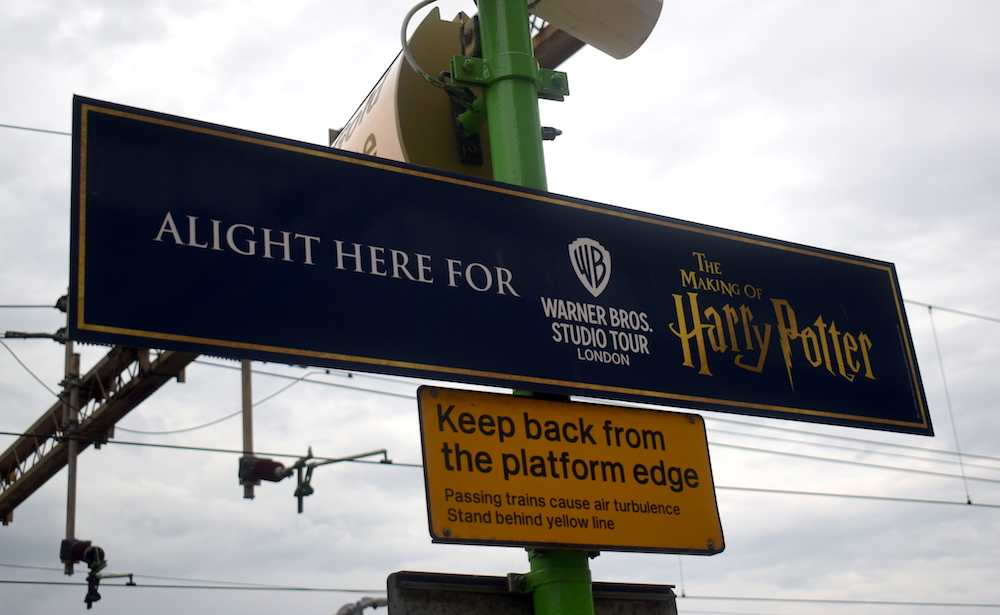 ALIGHT HERE FOR
WB
WARNER BROS.
STUDIO TOUR
LONDON
THE
MAKING OF
Harry Potter
Keep back from
the platform edge
Passing trains cause air turbulence
Stand behind yellow line